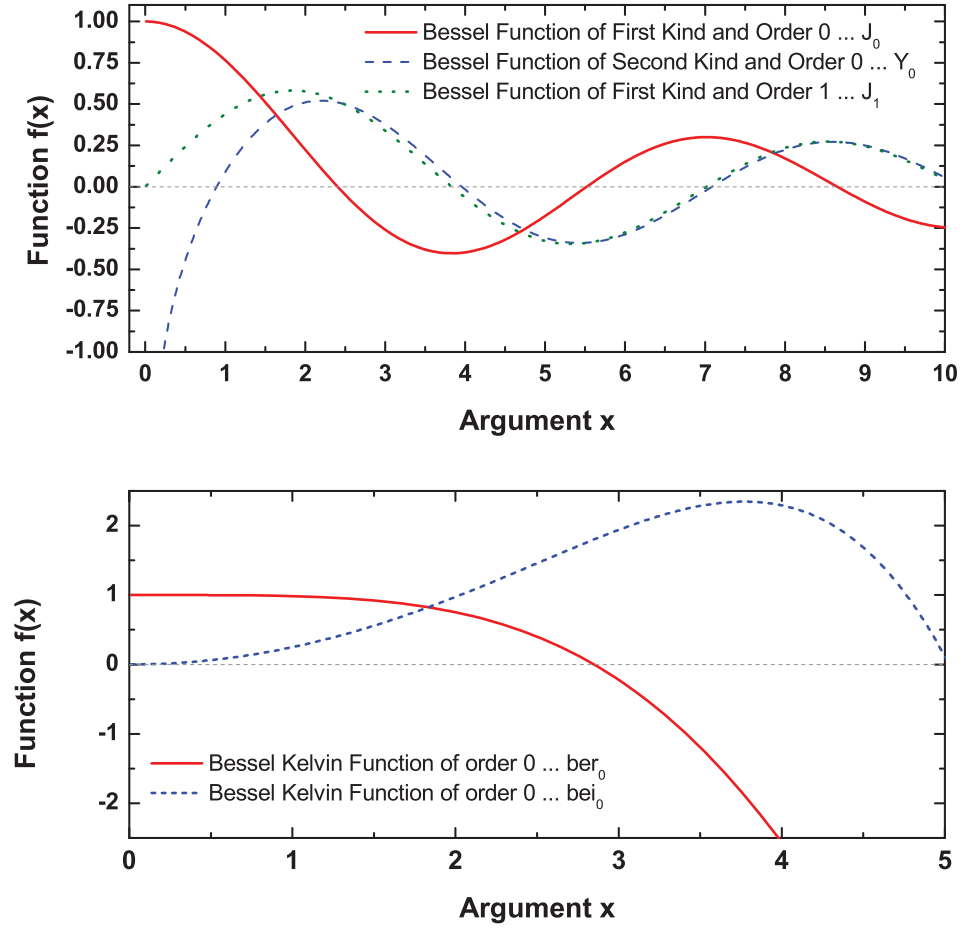 1.00
0.75
0.50
0.25
0.00
-0.25
-0.50
-0.75
-1.00
Function f(x)
Bessel Function of First Kind and Order 0 ... J₀
Bessel Function of Second Kind and Order 0 ... Y₀
Bessel Function of First Kind and Order 1 ... J₁
0 1 2 3 4 5 6 7 8 9 10
Argument x
2
1
0
-1
-2
Function f(x)
Bessel Kelvin Function of order 0 ... ber₀
Bessel Kelvin Function of order 0 ... bei₀
0 1 2 3 4 5
Argument x